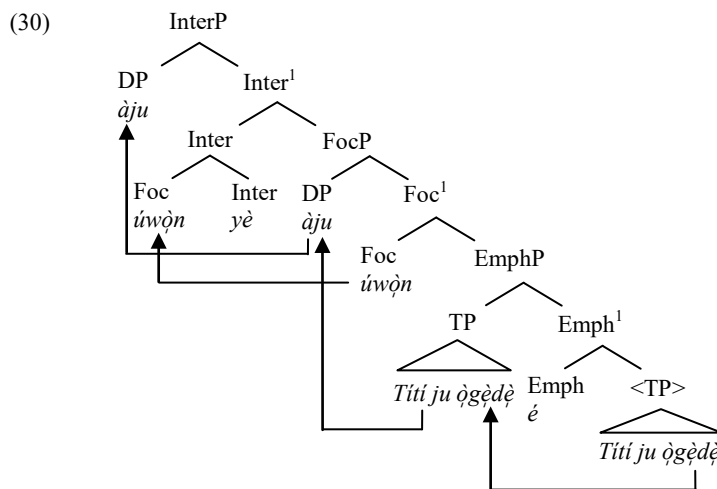 (30)
InterP
DP Inter¹
àju
Inter FocP
Foc Inter DP Foc¹
úwọ̀n yè àju
Foc EmphP
úwọ̀n
TP Emph¹
Títí ju ọ̀gẹ̀dẹ̀ Emph <TP>
é
Títí ju ọ̀gẹ̀dẹ̀